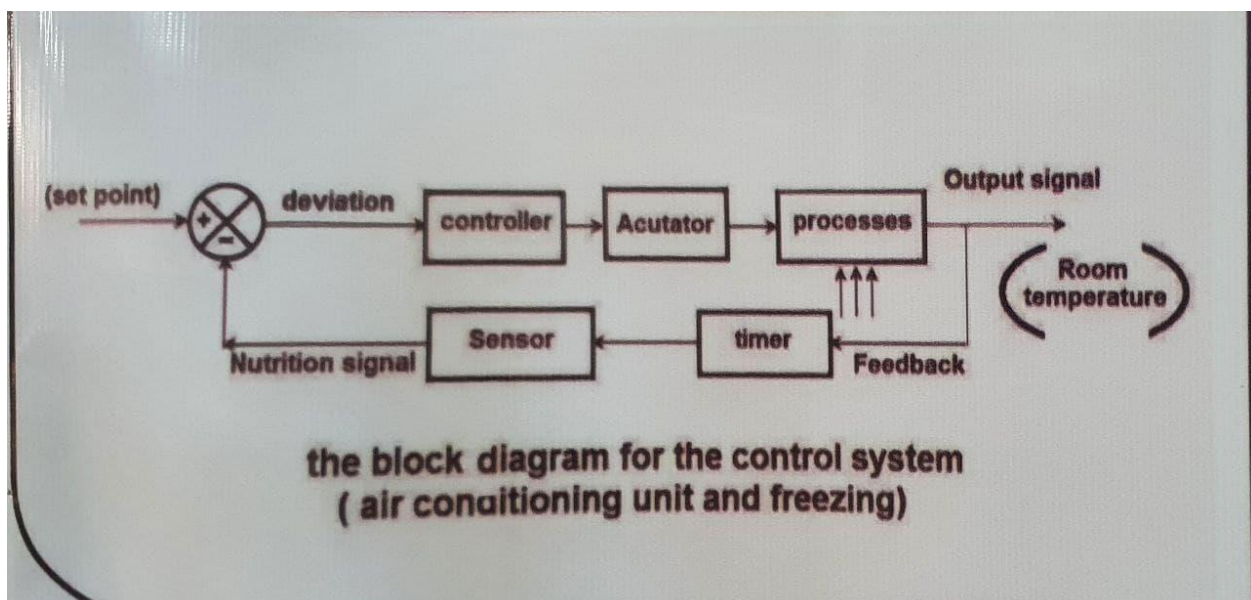 (set point)
+
−
deviation
controller
Acutator
processes
Output signal
Room
temperature
Sensor
timer
Nutrition signal
Feedback
the block diagram for the control system
( air conditioning unit and freezing)